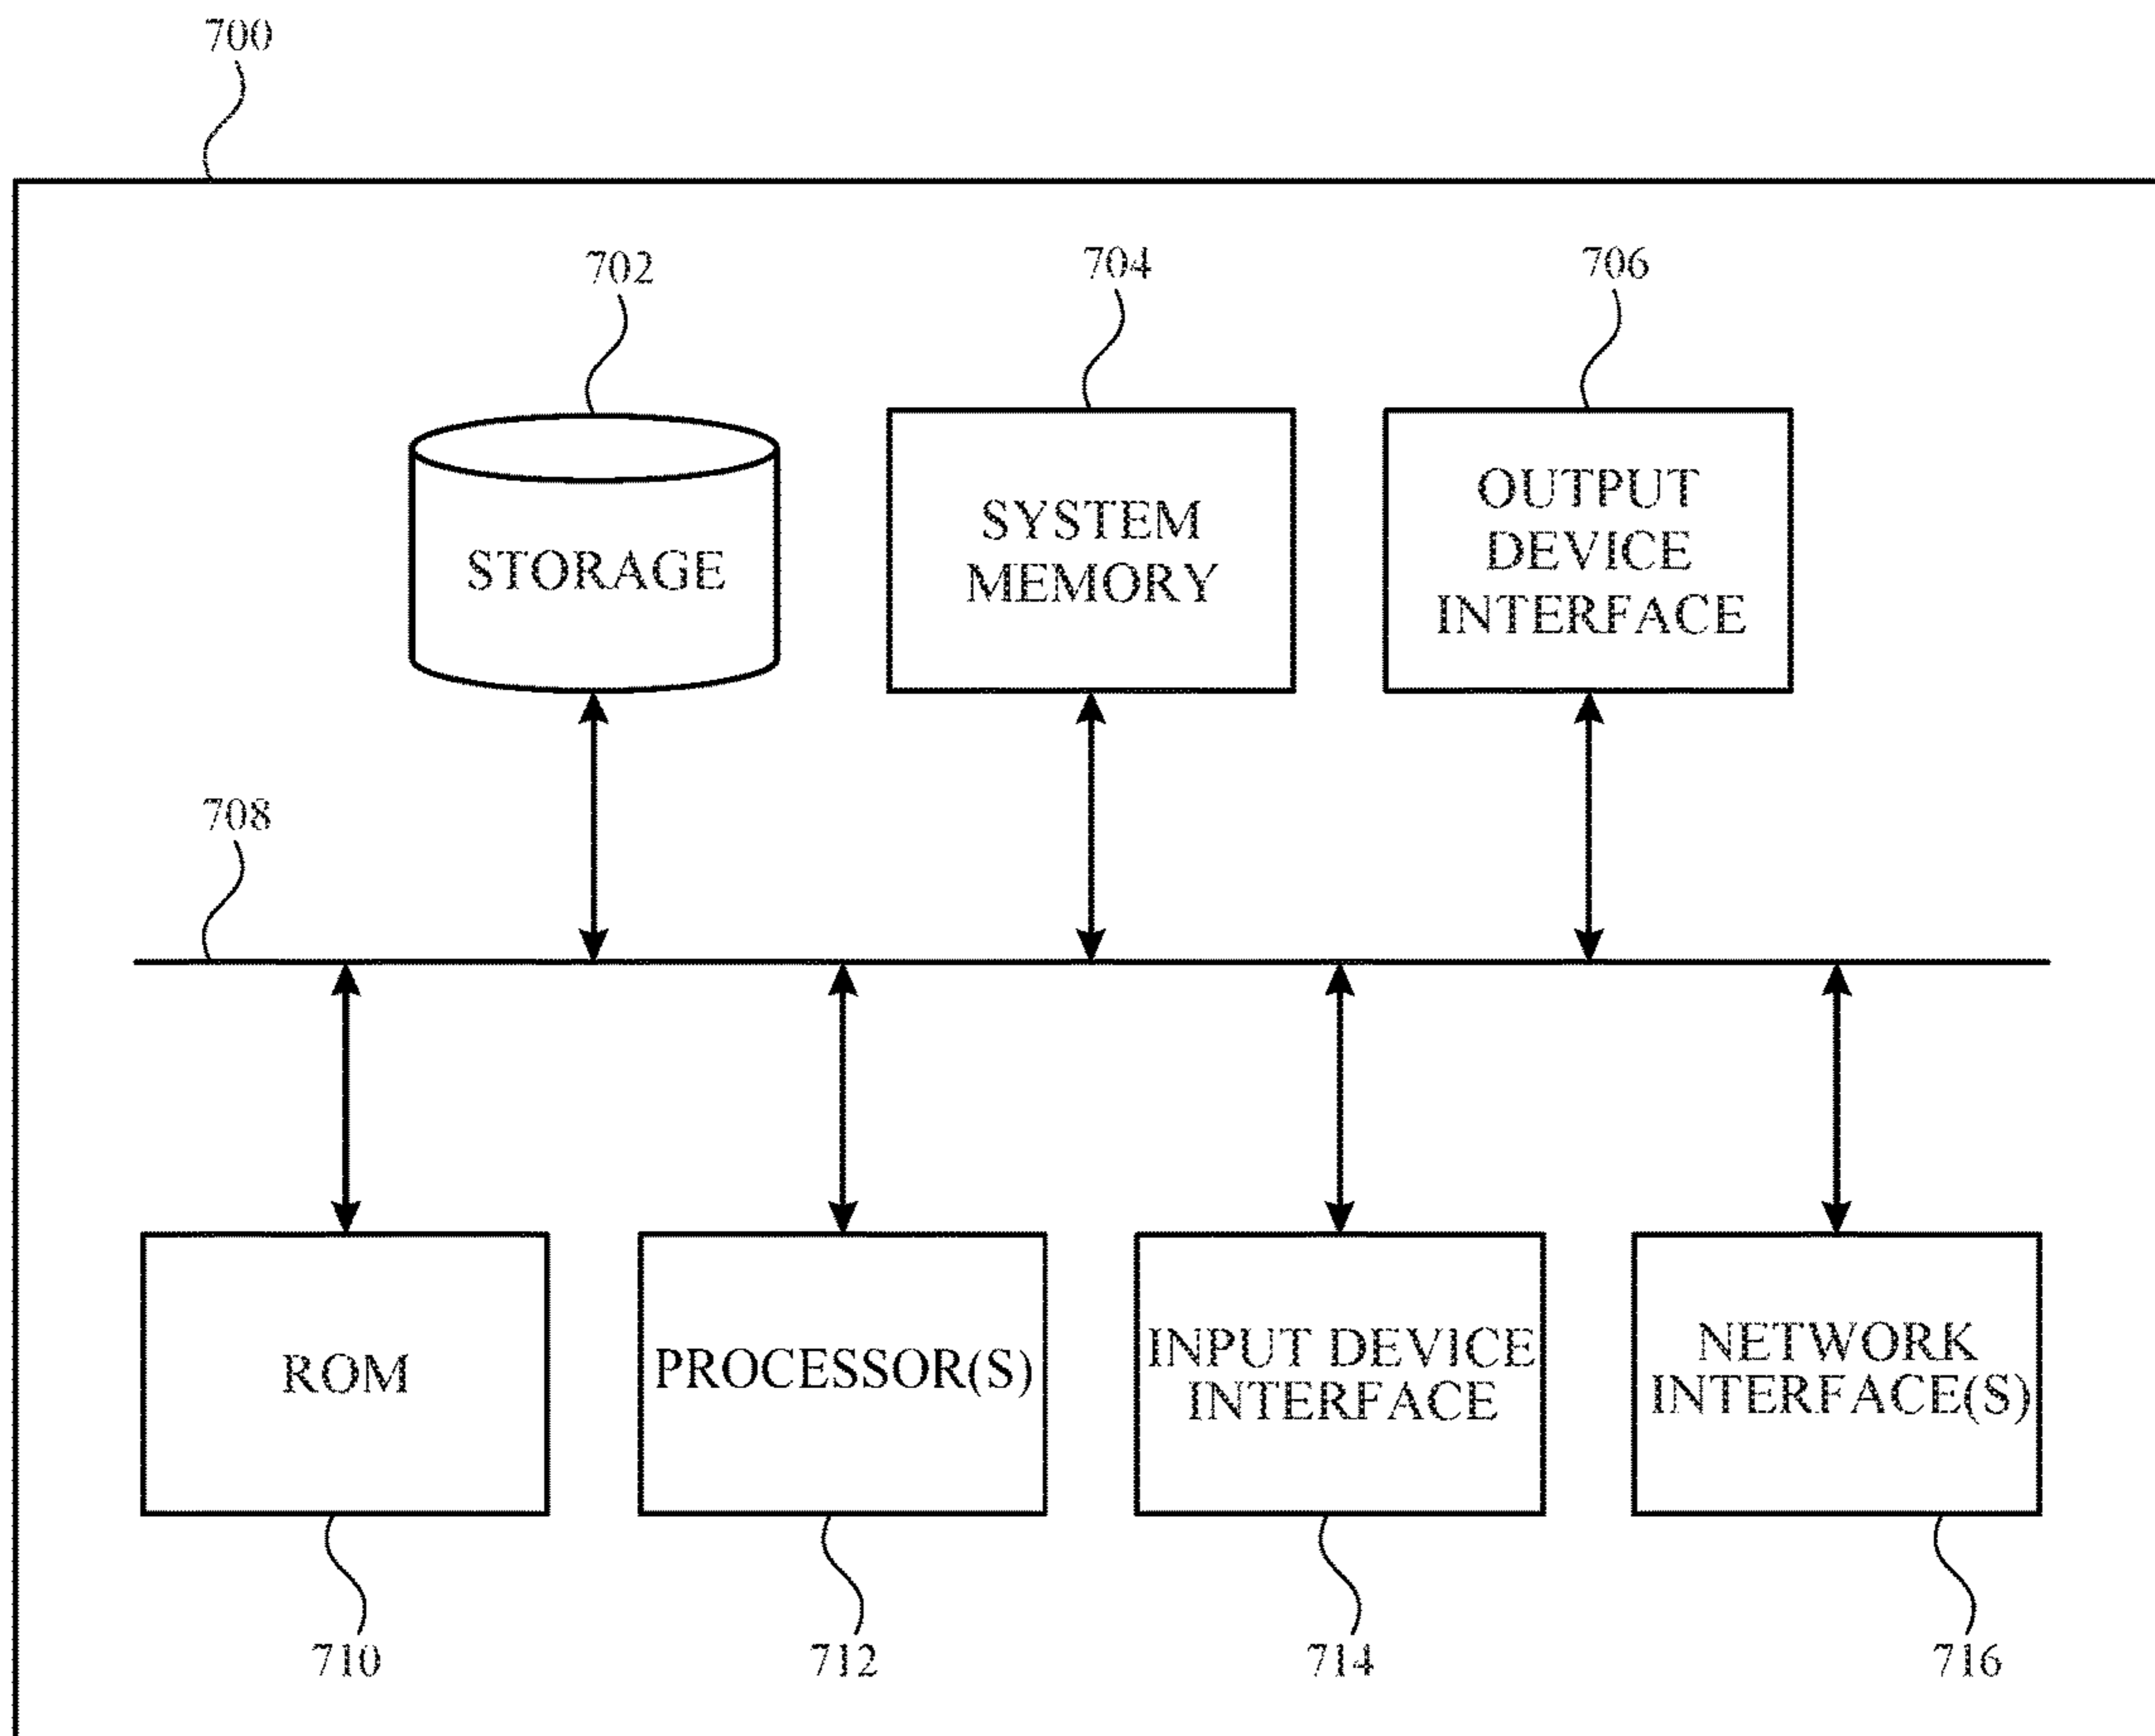 700
702
704
706
STORAGE
SYSTEM
MEMORY
OUTPUT
DEVICE
INTERFACE
708
ROM
PROCESSOR(S)
INPUT DEVICE
INTERFACE
NETWORK
INTERFACE(S)
710
712
714
716